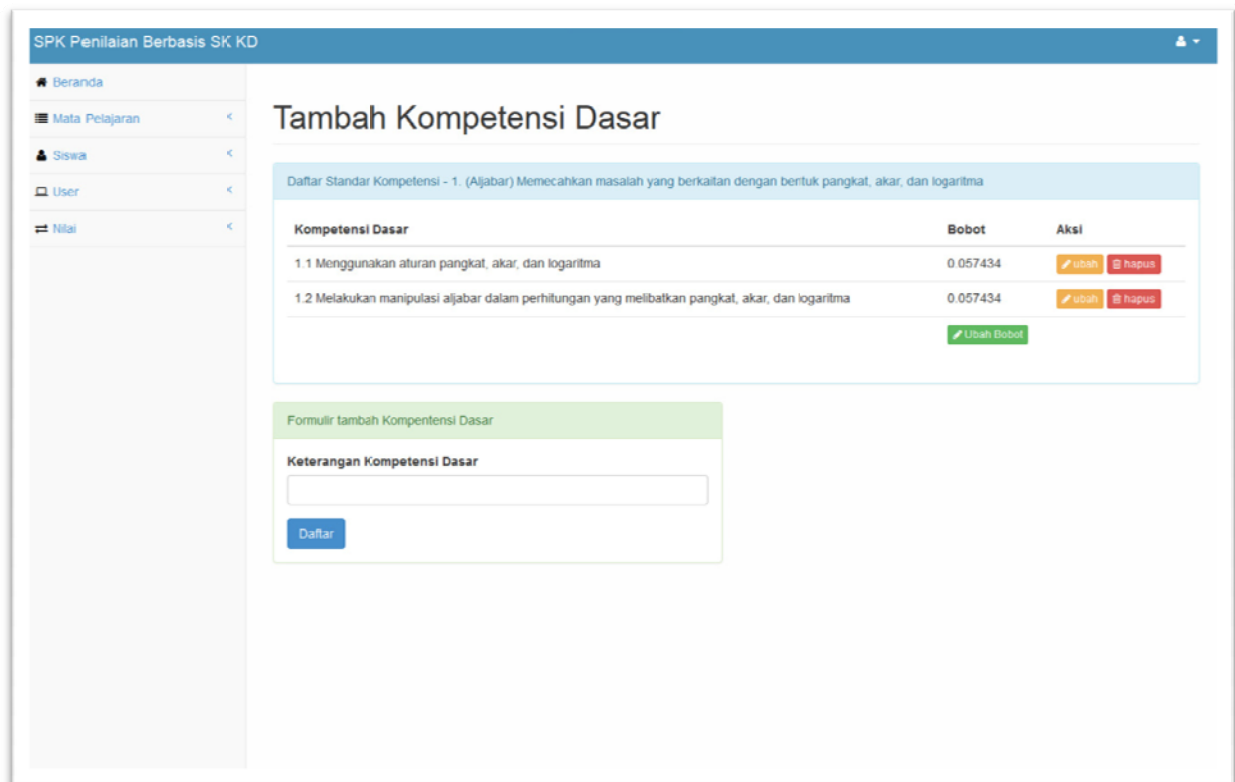 SPK Penilaian Berbasis SK KD
Beranda
Mata Pelajaran
Siswa
User
Nilai
Tambah Kompetensi Dasar
Daftar Standar Kompetensi - 1. (Aljabar) Memecahkan masalah yang berkaitan dengan bentuk pangkat, akar, dan logaritma
Kompetensi Dasar Bobot Aksi
1.1 Menggunakan aturan pangkat, akar, dan logaritma 0.057434 ubah hapus
1.2 Melakukan manipulasi aljabar dalam perhitungan yang melibatkan pangkat, akar, dan logaritma 0.057434 ubah hapus
Ubah Bobot
Formulir tambah Kompentensi Dasar
Keterangan Kompetensi Dasar
Daftar